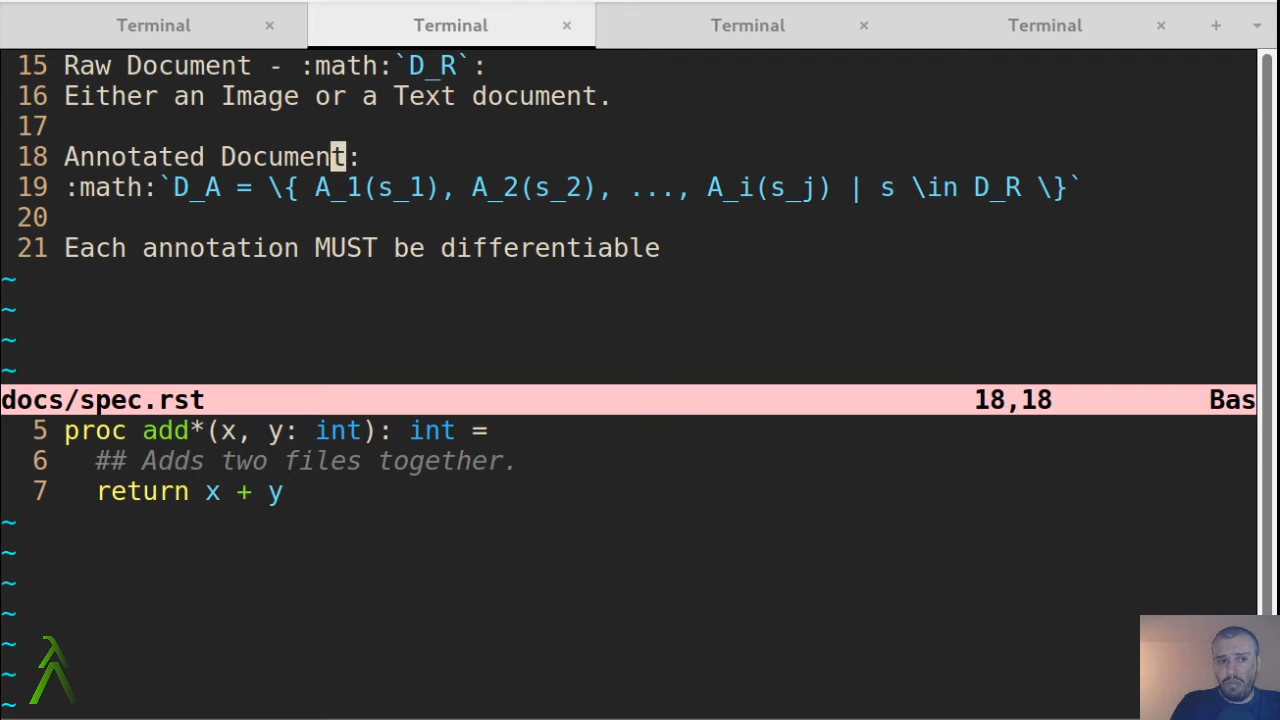 Terminal × Terminal × Terminal × Terminal × +
15 Raw Document - :math:`D_R`:
16 Either an Image or a Text document.
17
18 Annotated Document:
19 :math:`D_A = \{ A_1(s_1), A_2(s_2), ..., A_i(s_j) | s \in D_R \}`
20
21 Each annotation MUST be differentiable
~
~
~
~
docs/spec.rst 18,18 Bas
5 proc add*(x, y: int): int =
6 ## Adds two files together.
7 return x + y
~
~
~
~
~
~
~